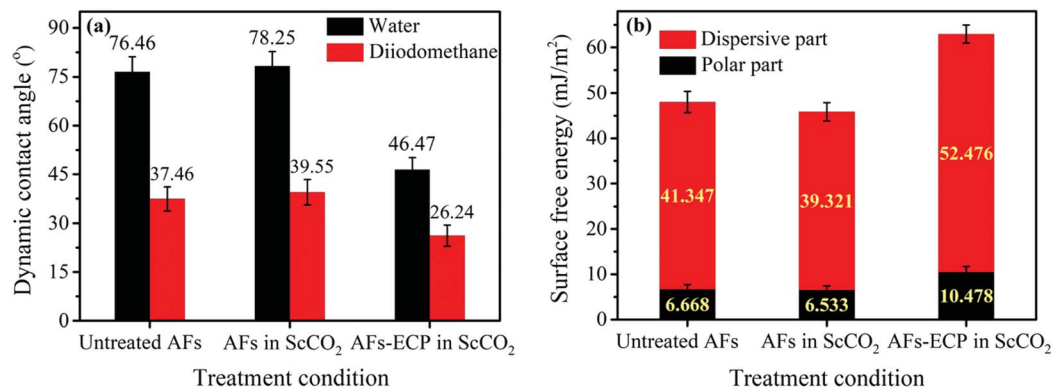 (a)
Water
Diiodomethane
Dynamic contact angle (°)
90
75
60
45
30
15
0
76.46
37.46
78.25
39.55
46.47
26.24
Untreated AFs
AFs in ScCO₂
AFs-ECP in ScCO₂
Treatment condition
(b)
Dispersive part
Polar part
Surface free energy (mJ/m²)
60
50
40
30
20
10
0
41.347
6.668
39.321
6.533
52.476
10.478
Untreated AFs
AFs in ScCO₂
AFs-ECP in ScCO₂
Treatment condition